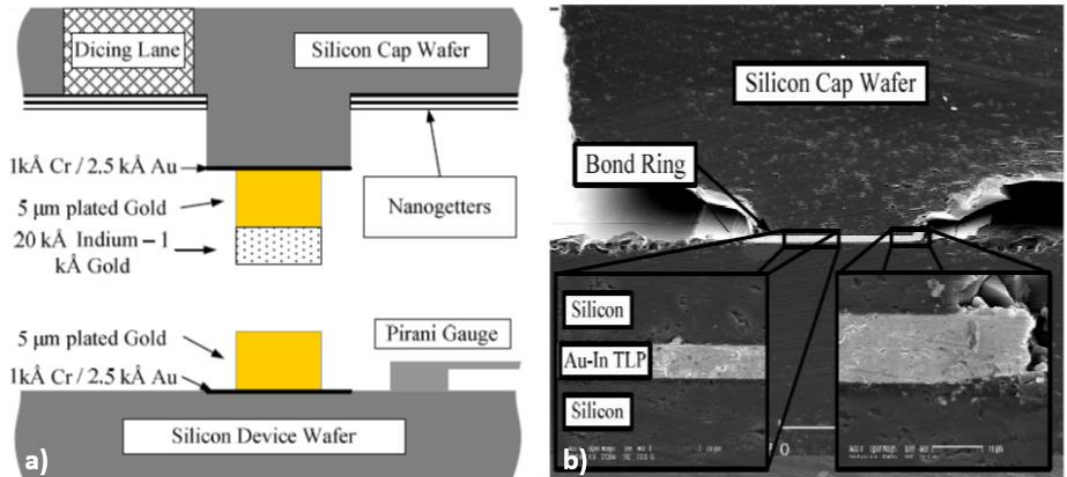 Dicing Lane
Silicon Cap Wafer
1kÅ Cr / 2.5 kÅ Au
5 μm plated Gold
20 kÅ Indium – 1
kÅ Gold
Nanogetters
5 μm plated Gold
1kÅ Cr / 2.5 kÅ Au
Pirani Gauge
Silicon Device Wafer
a)
Silicon Cap Wafer
Bond Ring
Silicon
Au-In TLP
Silicon
b)